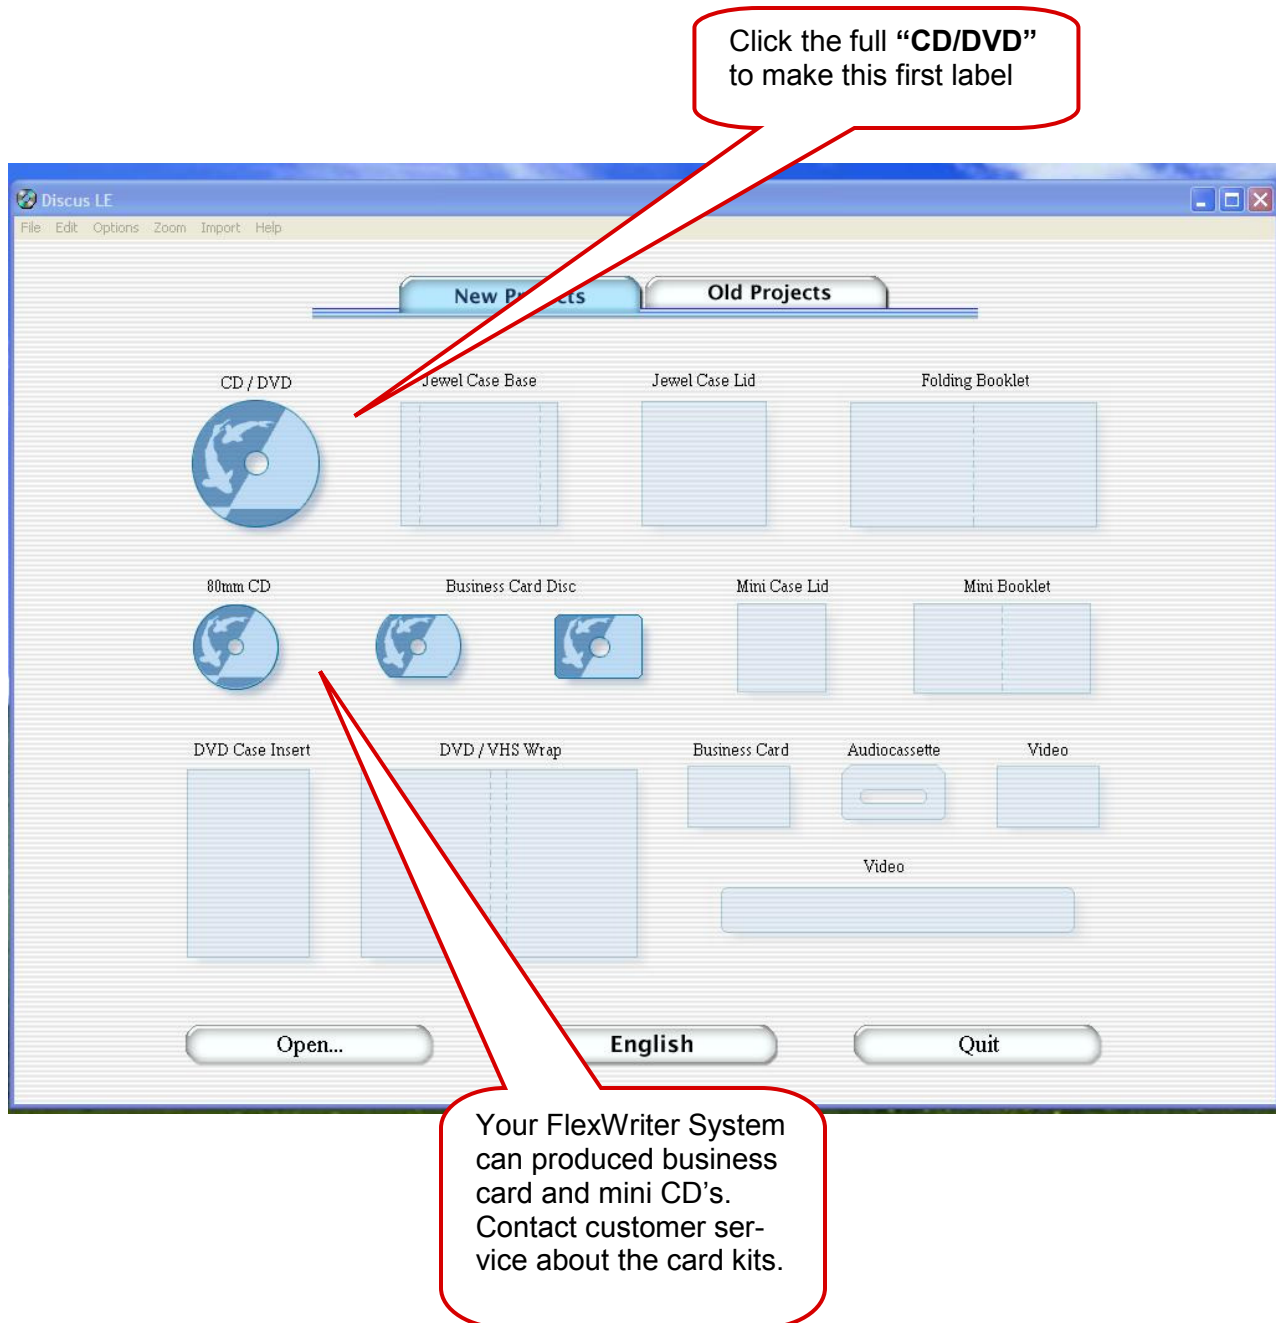 Click the full “CD/DVD”
to make this first label
Discus LE
File Edit Options Zoom Import Help
New Pr cts
Old Projects
CD / DVD
Jewel Case Base
Jewel Case Lid
Folding Booklet
80mm CD
Business Card Disc
Mini Case Lid
Mini Booklet
DVD Case Insert
DVD / VHS Wrap
Business Card
Audiocassette
Video
Video
Open...
English
Quit
Your FlexWriter System
can produced business
card and mini CD’s.
Contact customer ser-
vice about the card kits.